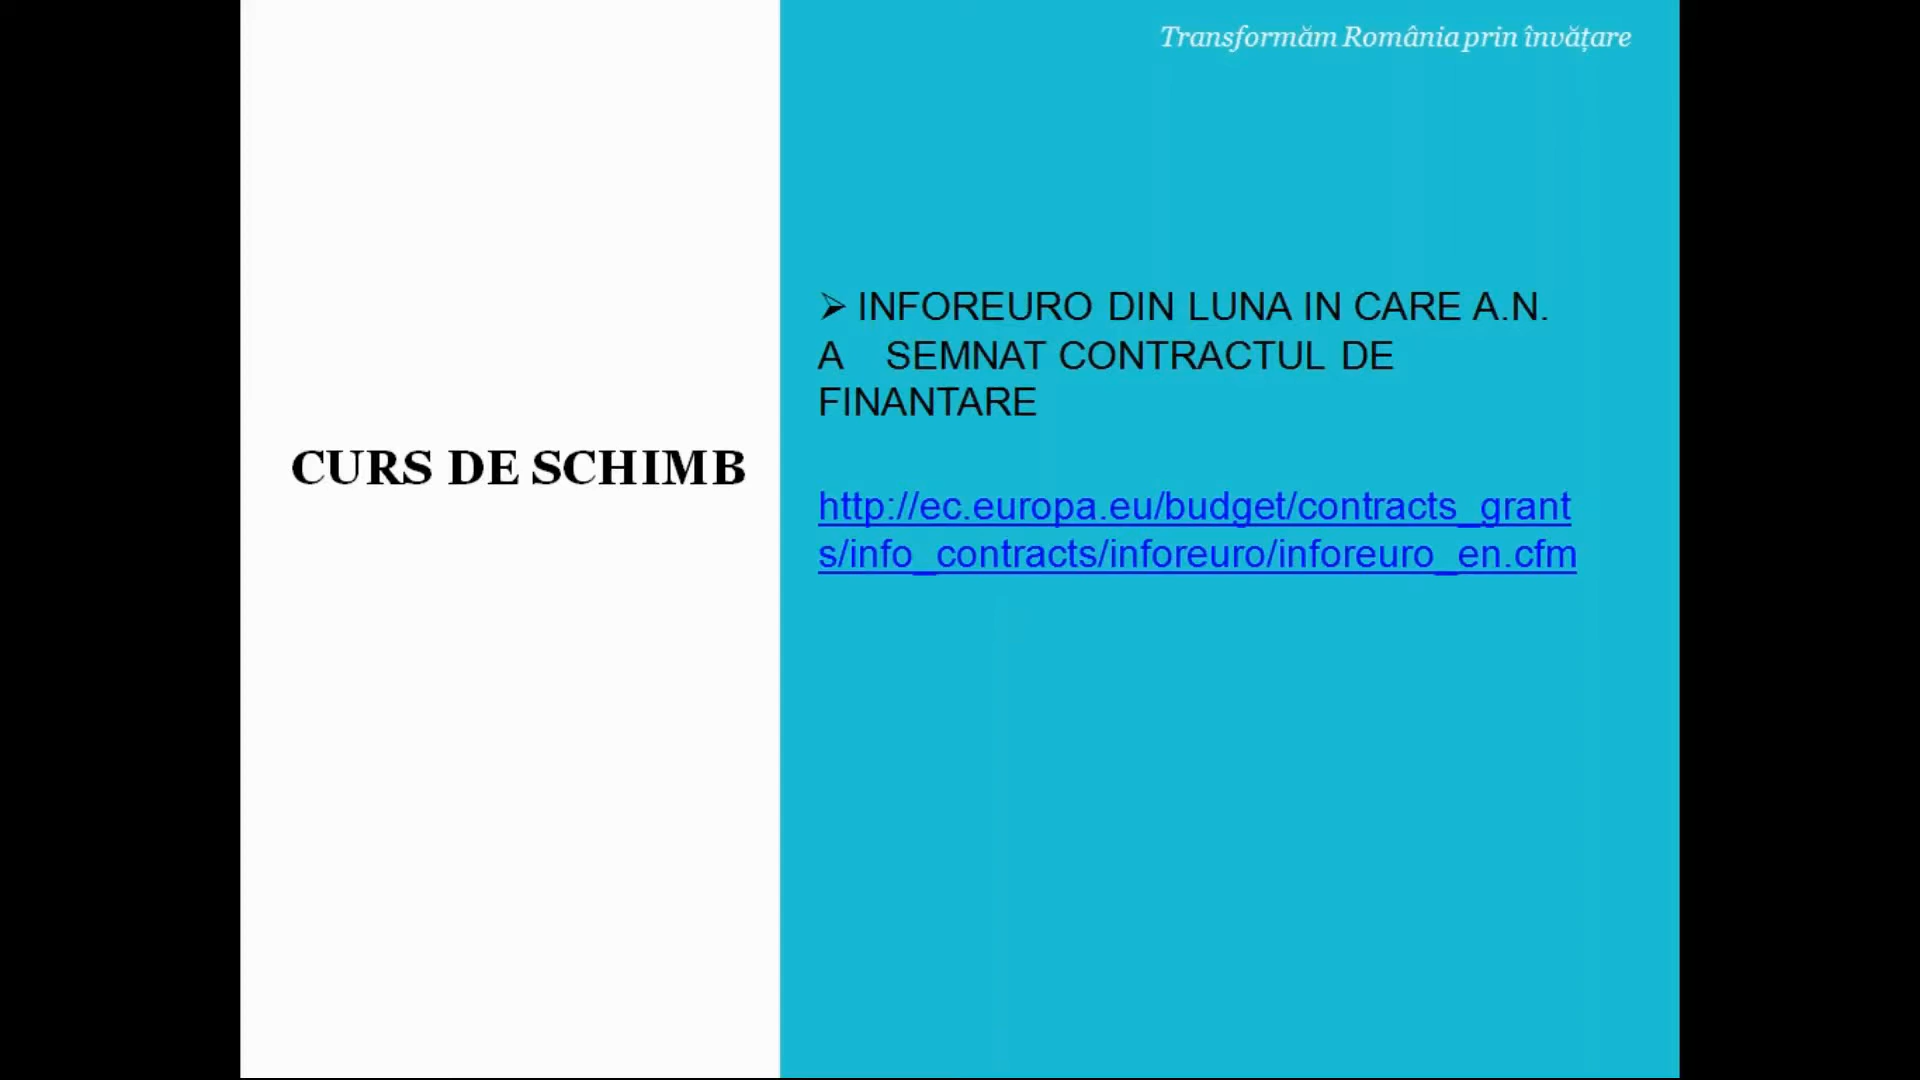 Transformăm România prin învățare
CURS DE SCHIMB
➢ INFOREURO DIN LUNA IN CARE A.N.
A SEMNAT CONTRACTUL DE
FINANTARE
http://ec.europa.eu/budget/contracts_grant
s/info_contracts/inforeuro/inforeuro_en.cfm